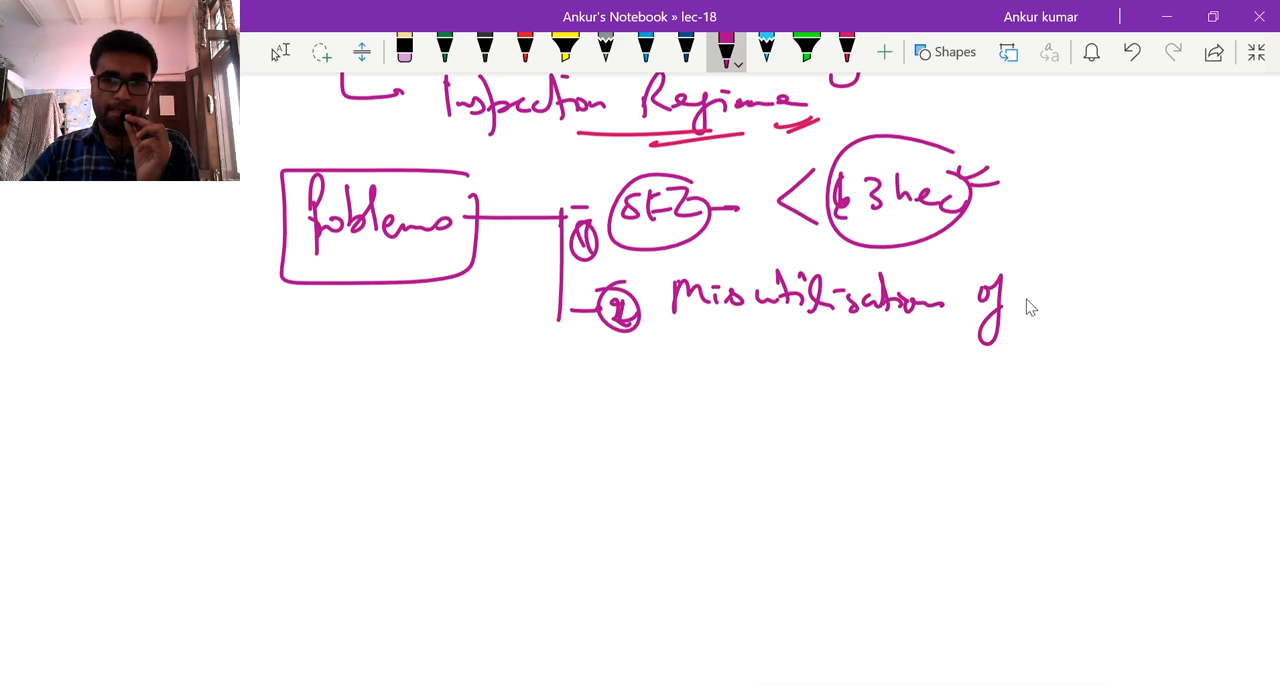 Ankur's Notebook » lec-18
Ankur kumar
Shapes
Inspection Regime
Problems
① SEZ - < 3 hec
② Misutilisation of